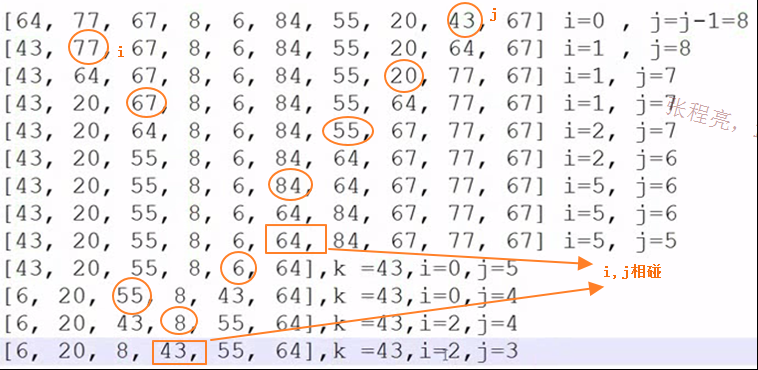 [64, 77, 67, 8, 6, 84, 55, 20, 43, 67] i=0 , j=j-1=8
[43, 77, 67, 8, 6, 84, 55, 20, 64, 67] i=1 , j=8
[43, 64, 67, 8, 6, 84, 55, 20, 77, 67] i=1, j=7
[43, 20, 67, 8, 6, 84, 55, 64, 77, 67] i=1, j=7
[43, 20, 64, 8, 6, 84, 55, 67, 77, 67] i=2, j=7
[43, 20, 55, 8, 6, 84, 64, 67, 77, 67] i=2, j=6
[43, 20, 55, 8, 6, 84, 64, 67, 77, 67] i=5, j=6
[43, 20, 55, 8, 6, 64, 84, 67, 77, 67] i=5, j=6
[43, 20, 55, 8, 6, 64, 84, 67, 77, 67] i=5, j=5
[43, 20, 55, 8, 6, 64],k =43,i=0,j=5
[6, 20, 55, 8, 43, 64],k =43,i=0,j=4
[6, 20, 43, 8, 55, 64],k =43,i=2,j=4
[6, 20, 8, 43, 55, 64],k =43,i=2,j=3
j
i
i,j相碰
张程亮,